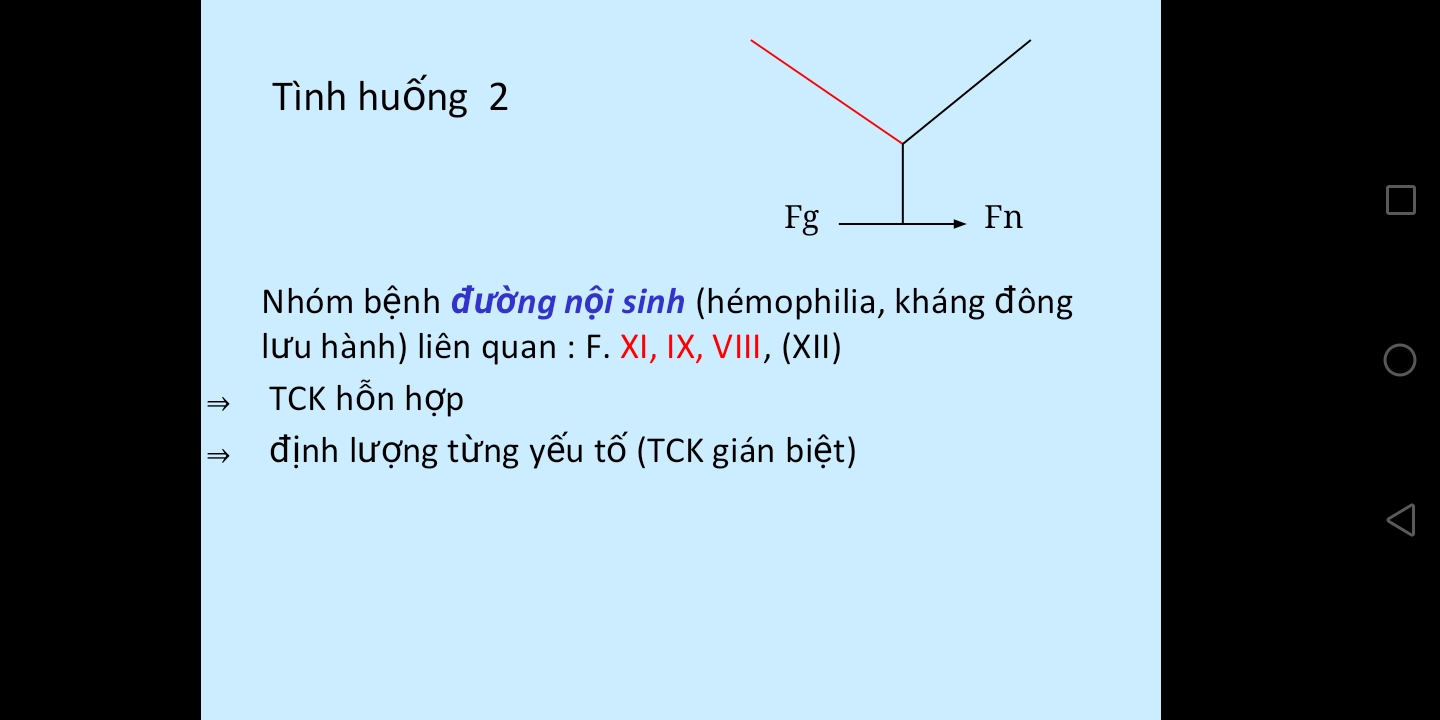 Tình huống 2
Fg
Fn
Nhóm bệnh đường nội sinh (hémophilia, kháng đông
lưu hành) liên quan : F. XI, IX, VIII, (XII)
⇒ TCK hỗn hợp
⇒ định lượng từng yếu tố (TCK gián biệt)